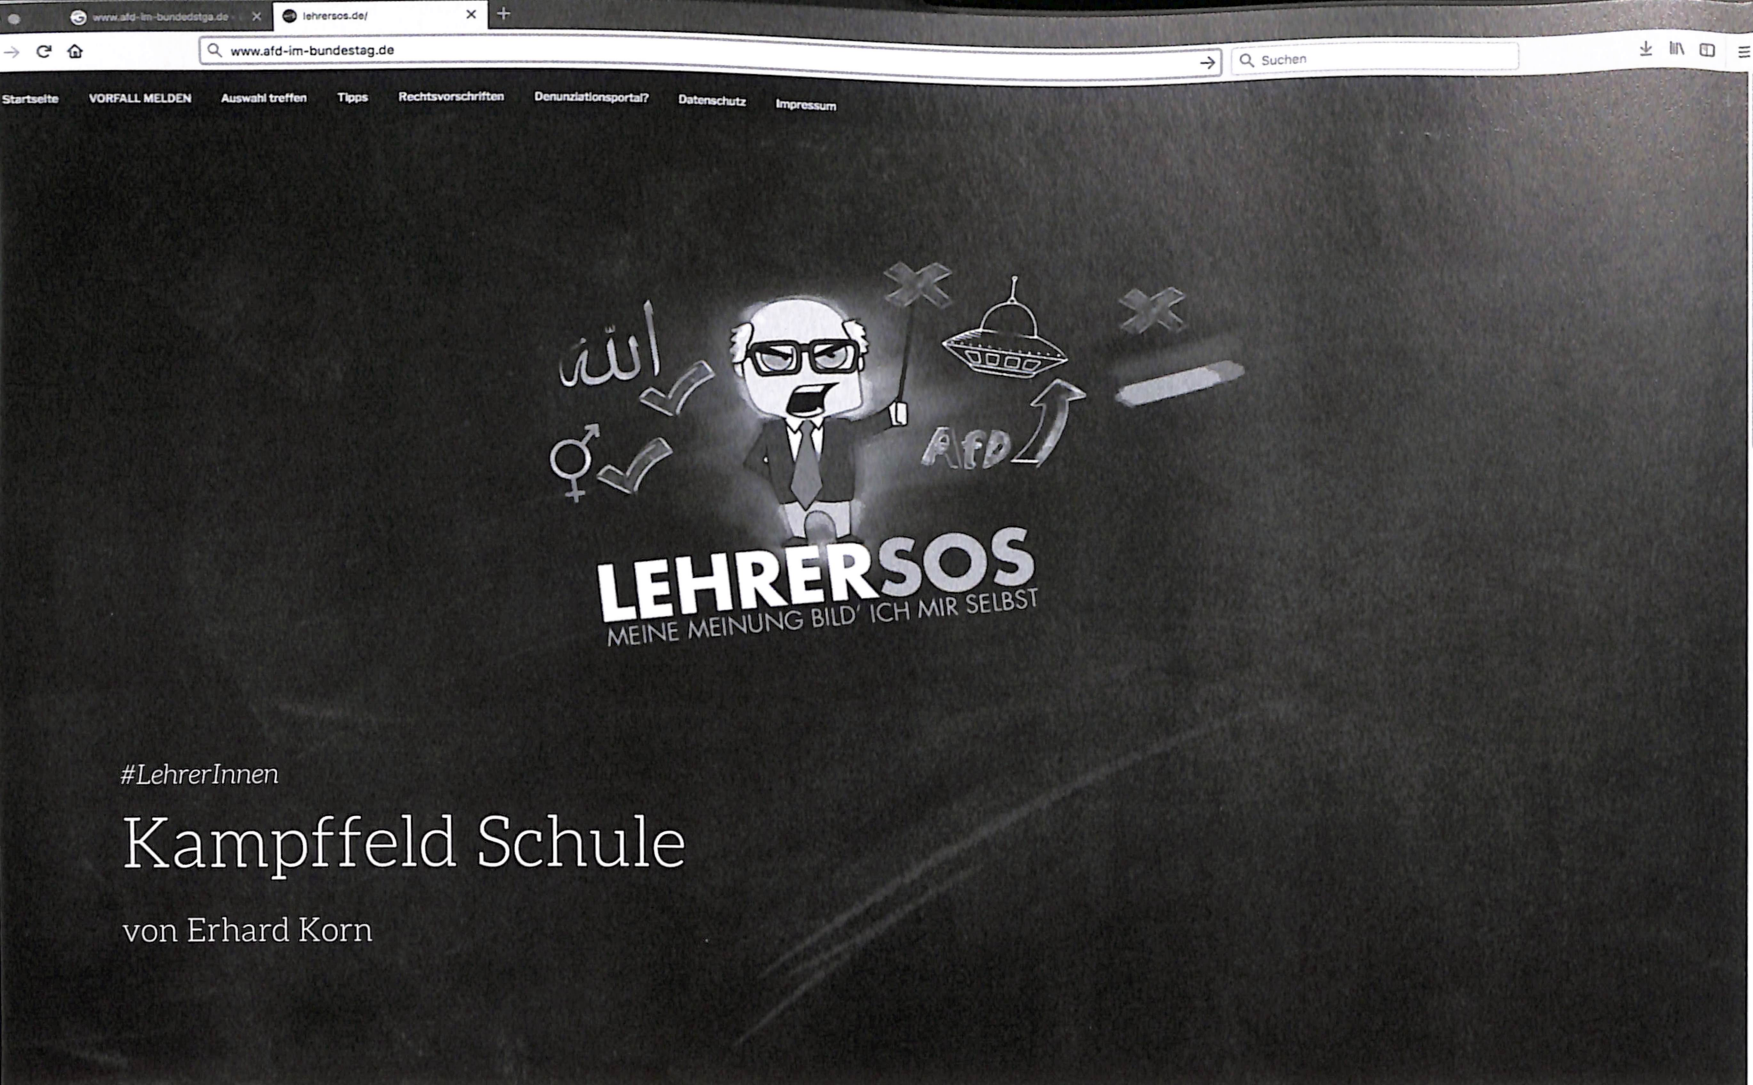 www.afd-im-bundedstga.de
lehrersos.de/
www.afd-im-bundestag.de
Suchen
Startseite VORFALL MELDEN Auswahl treffen Tipps Rechtsvorschriften Denunziationsportal? Datenschutz Impressum
الله
AfD
LEHRERSOS
MEINE MEINUNG BILD' ICH MIR SELBST
#LehrerInnen
Kampffeld Schule
von Erhard Korn